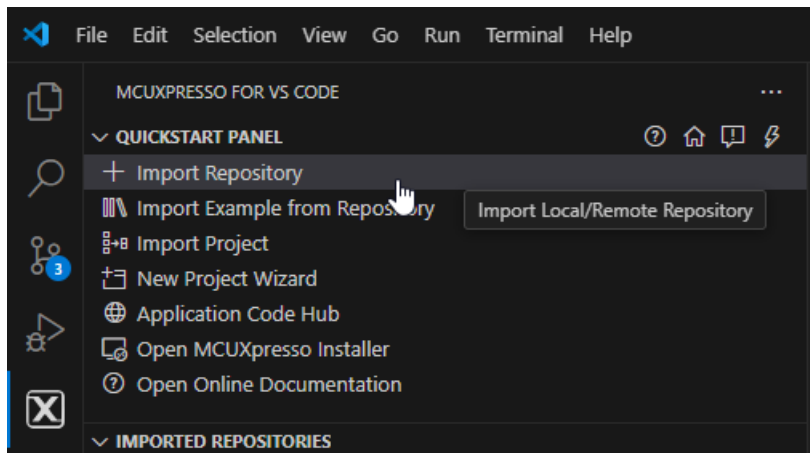 File Edit Selection View Go Run Terminal Help
MCUXPRESSO FOR VS CODE
QUICKSTART PANEL
Import Repository
Import Example from Repository
Import Local/Remote Repository
Import Project
3
New Project Wizard
Application Code Hub
Open MCUXpresso Installer
Open Online Documentation
IMPORTED REPOSITORIES